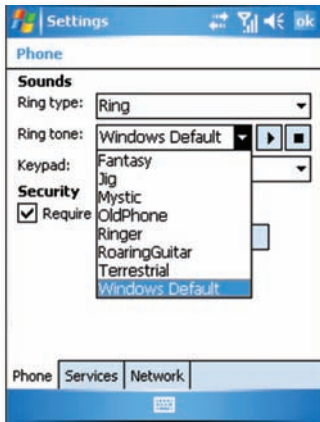 Settings
ok
Phone
Sounds
Ring type: Ring
Ring tone: Windows Default
Keypad:
Fantasy
Jig
Mystic
Security
Require
OldPhone
Ringer
RoaringGuitar
Terrestrial
Windows Default
Phone Services Network